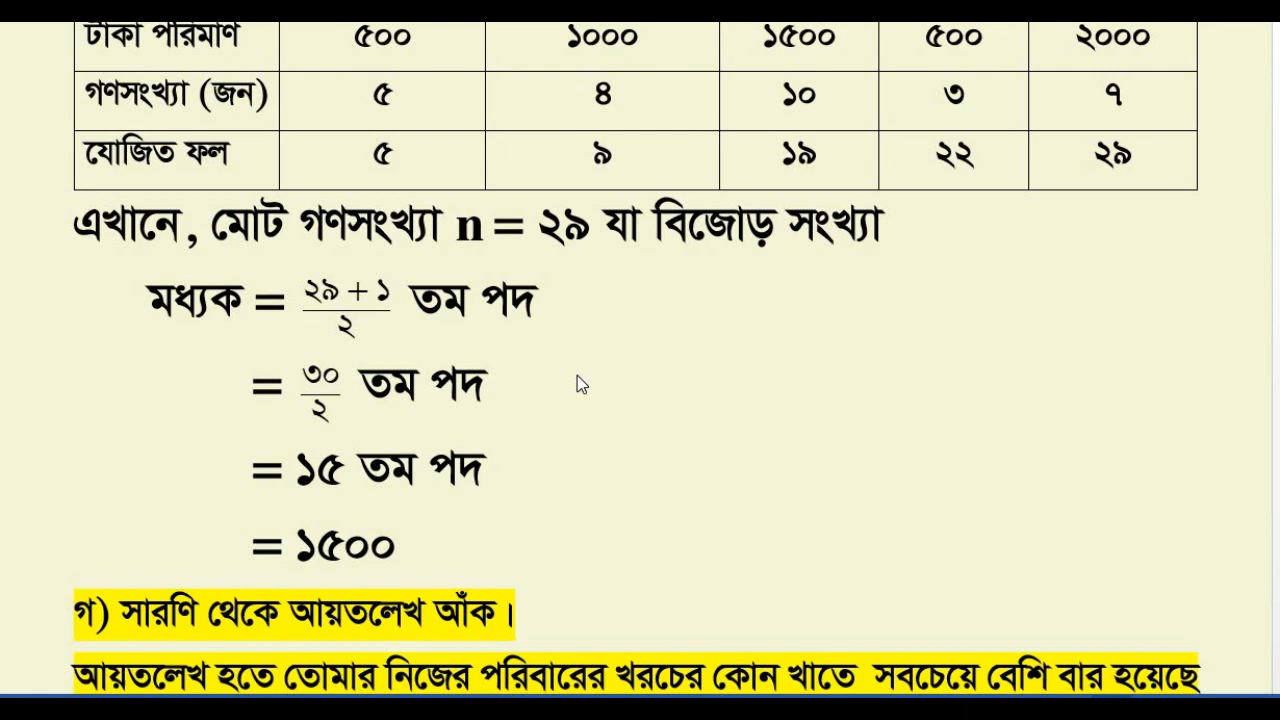 টাকা পরিমাণ ৫০০ ১০০০ ১৫০০ ৫০০ ২০০০
গণসংখ্যা (জন) ৫ ৪ ১০ ৩ ৭
যোজিত ফল ৫ ৯ ১৯ ২২ ২৯
এখানে, মোট গণসংখ্যা n = ২৯ যা বিজোড় সংখ্যা
মধ্যক = (২৯ + ১)/২ তম পদ
= ৩০/২ তম পদ
= ১৫ তম পদ
= ১৫০০
গ) সারণি থেকে আয়তলেখ আঁক।
আয়তলেখ হতে তোমার নিজের পরিবারের খরচের কোন খাতে সবচেয়ে বেশি বার হয়েছে